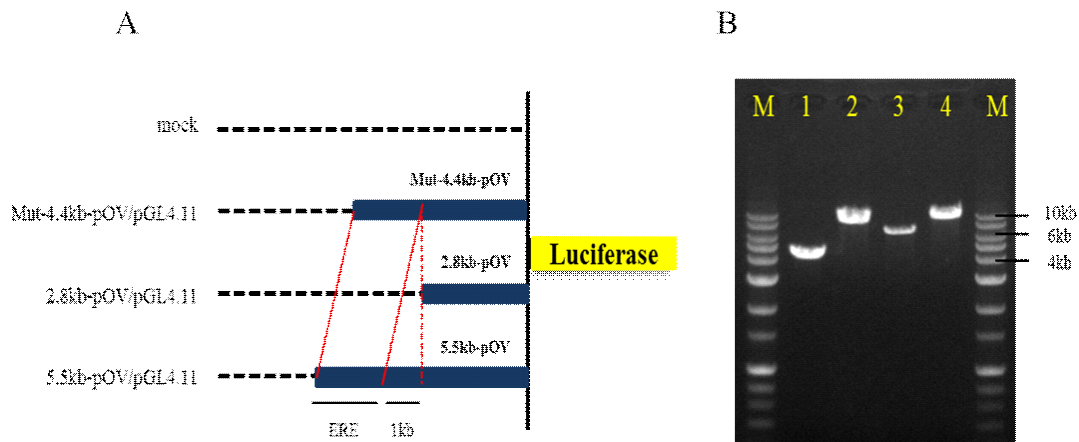 A
mock
Mut-4.4kb-pOV
Mut-4.4kb-pOV/pGL4.11
Luciferase
2.8kb-pOV
2.8kb-pOV/pGL4.11
5.5kb-pOV
5.5kb-pOV/pGL4.11
ERE 1kb
B
M 1 2 3 4 M
10kb
6kb
4kb